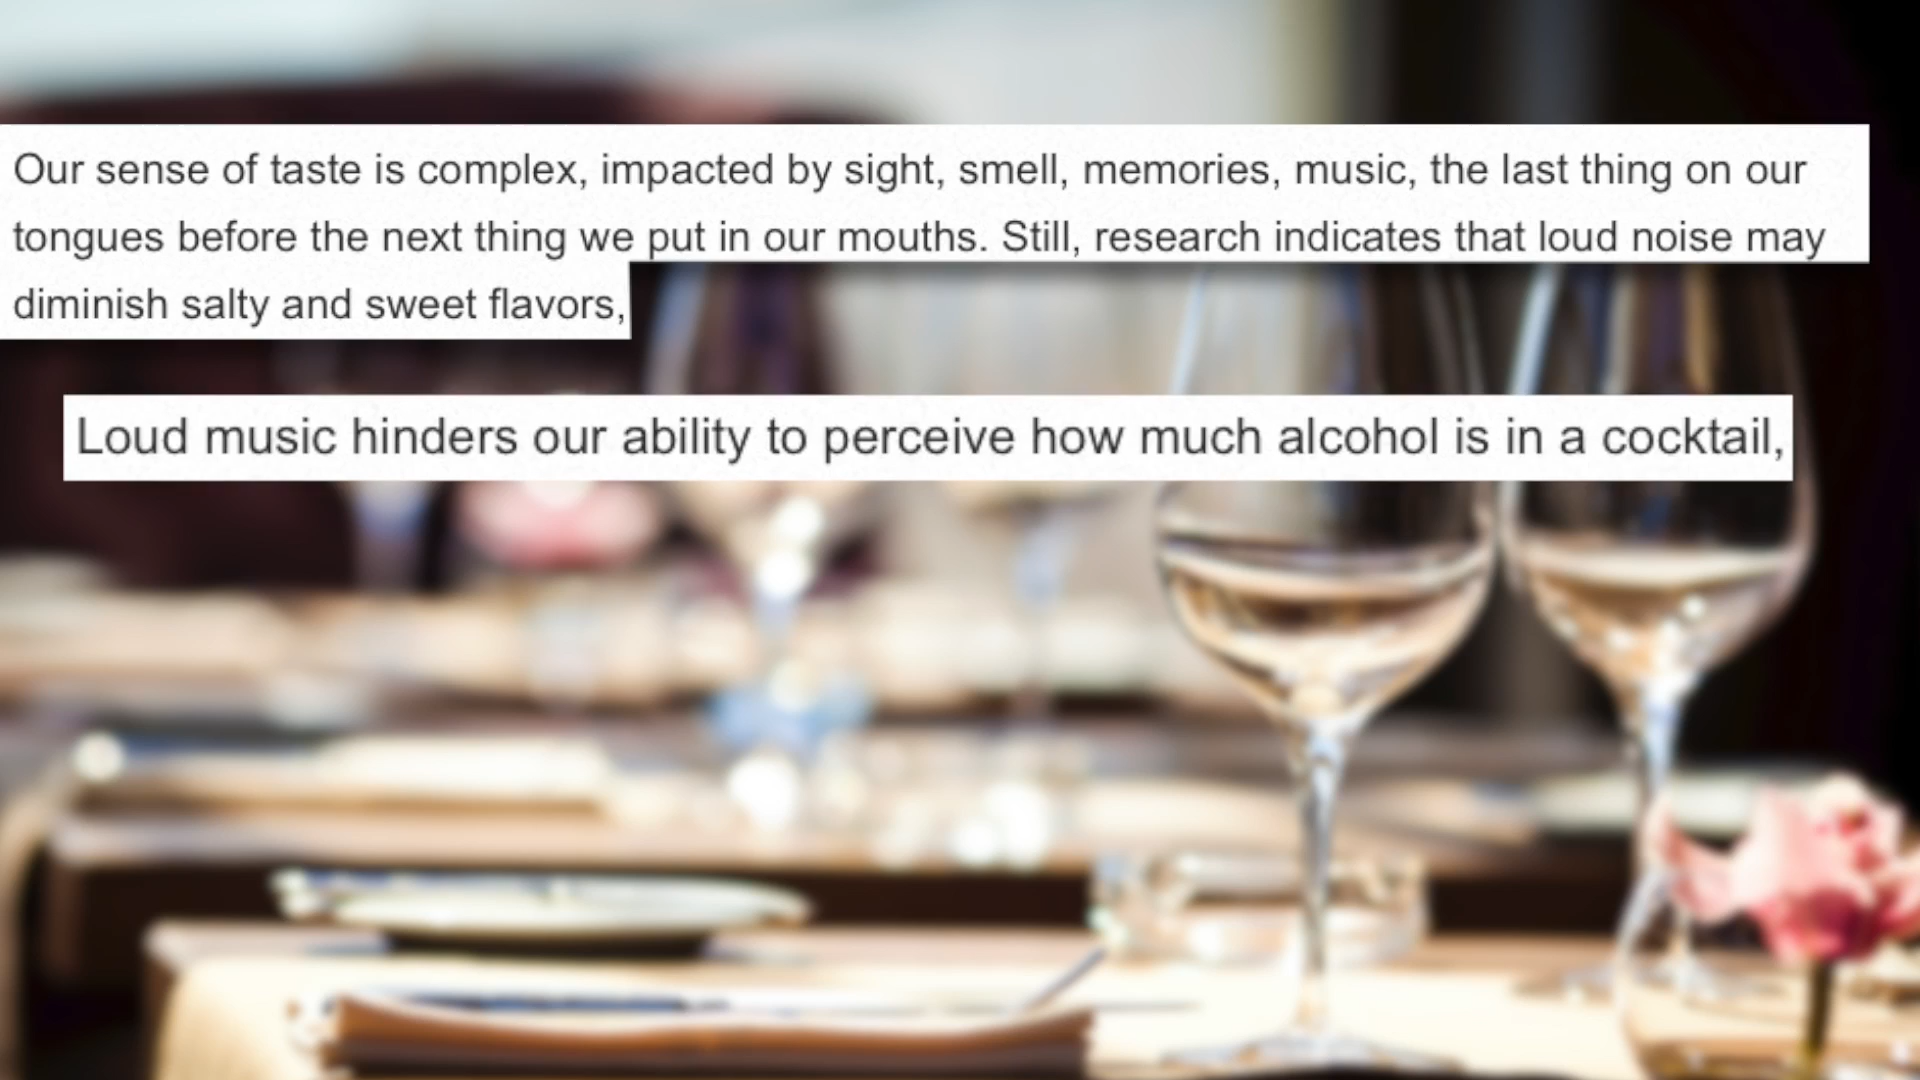 Our sense of taste is complex, impacted by sight, smell, memories, music, the last thing on our
tongues before the next thing we put in our mouths. Still, research indicates that loud noise may
diminish salty and sweet flavors,
Loud music hinders our ability to perceive how much alcohol is in a cocktail,